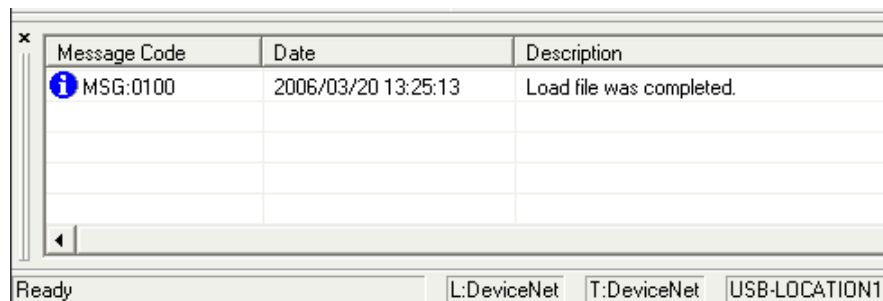 Message Code Date Description
MSG:0100 2006/03/20 13:25:13 Load file was completed.
Ready L:DeviceNet T:DeviceNet USB-LOCATION1